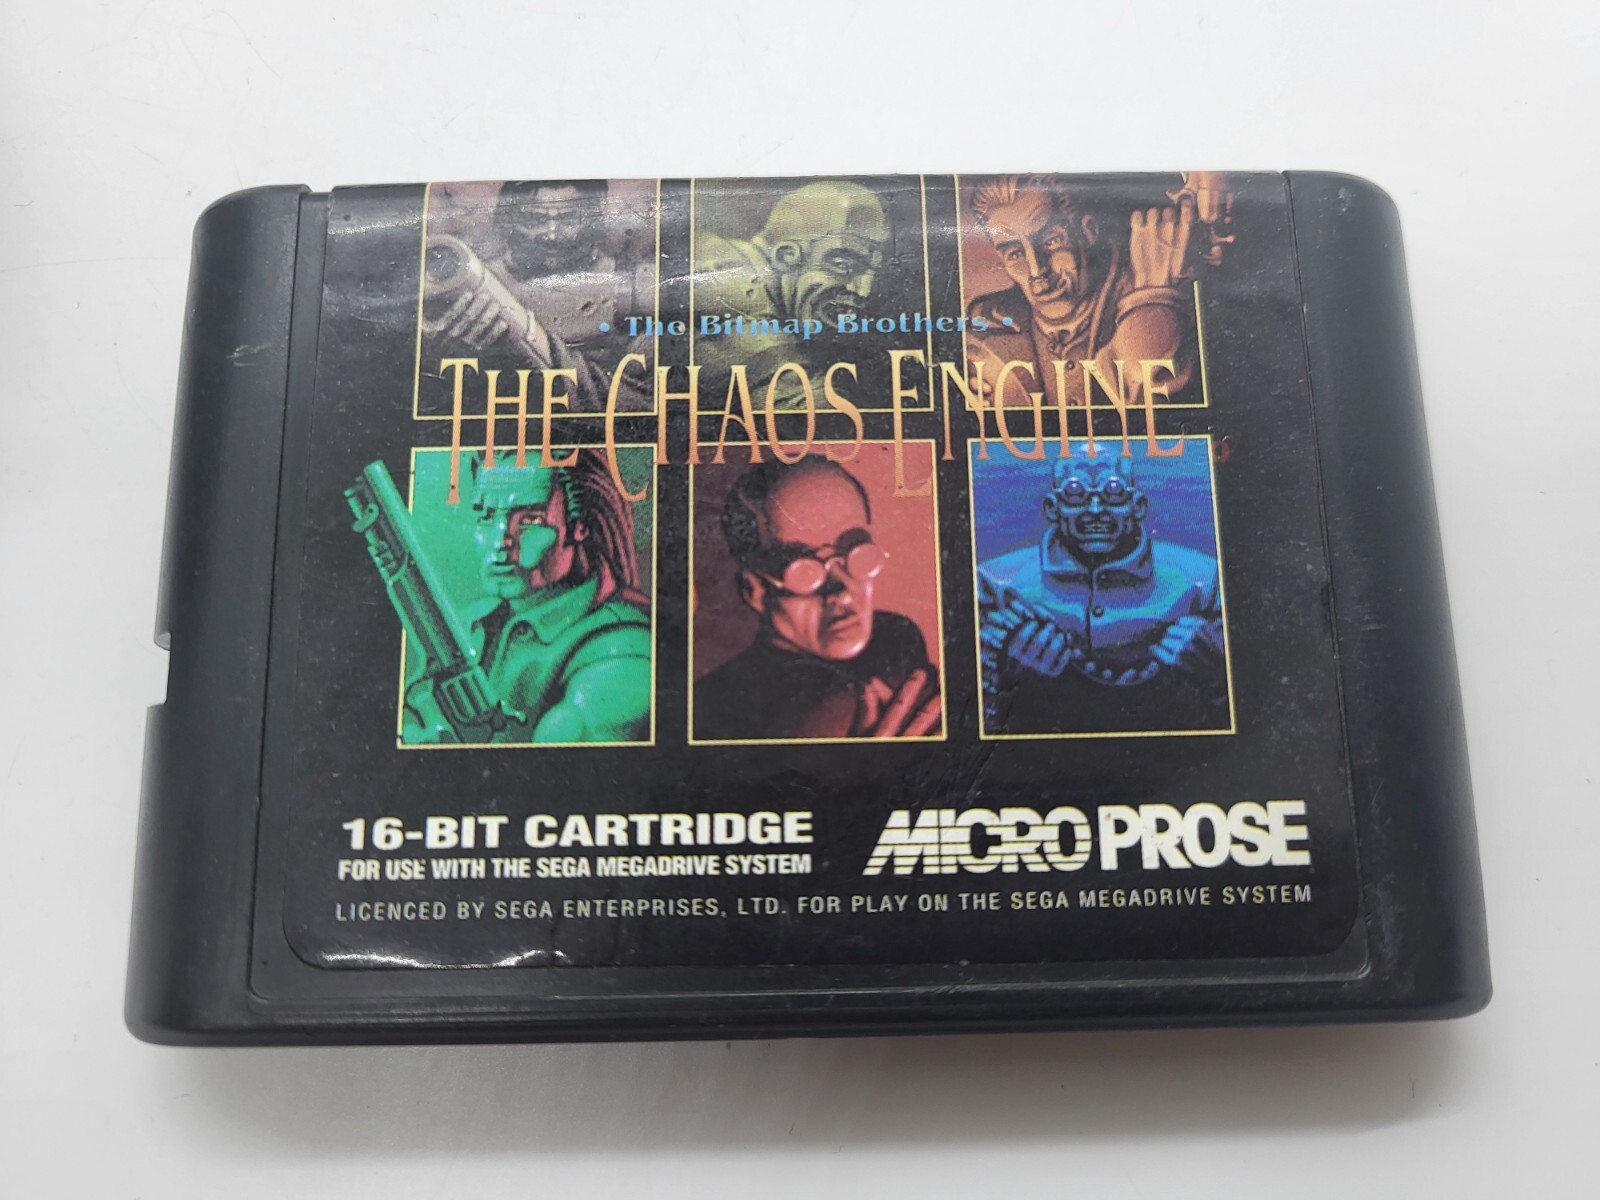 • The Bitmap Brothers •
THE CHAOS ENGINE
16-BIT CARTRIDGE
FOR USE WITH THE SEGA MEGADRIVE SYSTEM
MICROPROSE
LICENCED BY SEGA ENTERPRISES, LTD. FOR PLAY ON THE SEGA MEGADRIVE SYSTEM